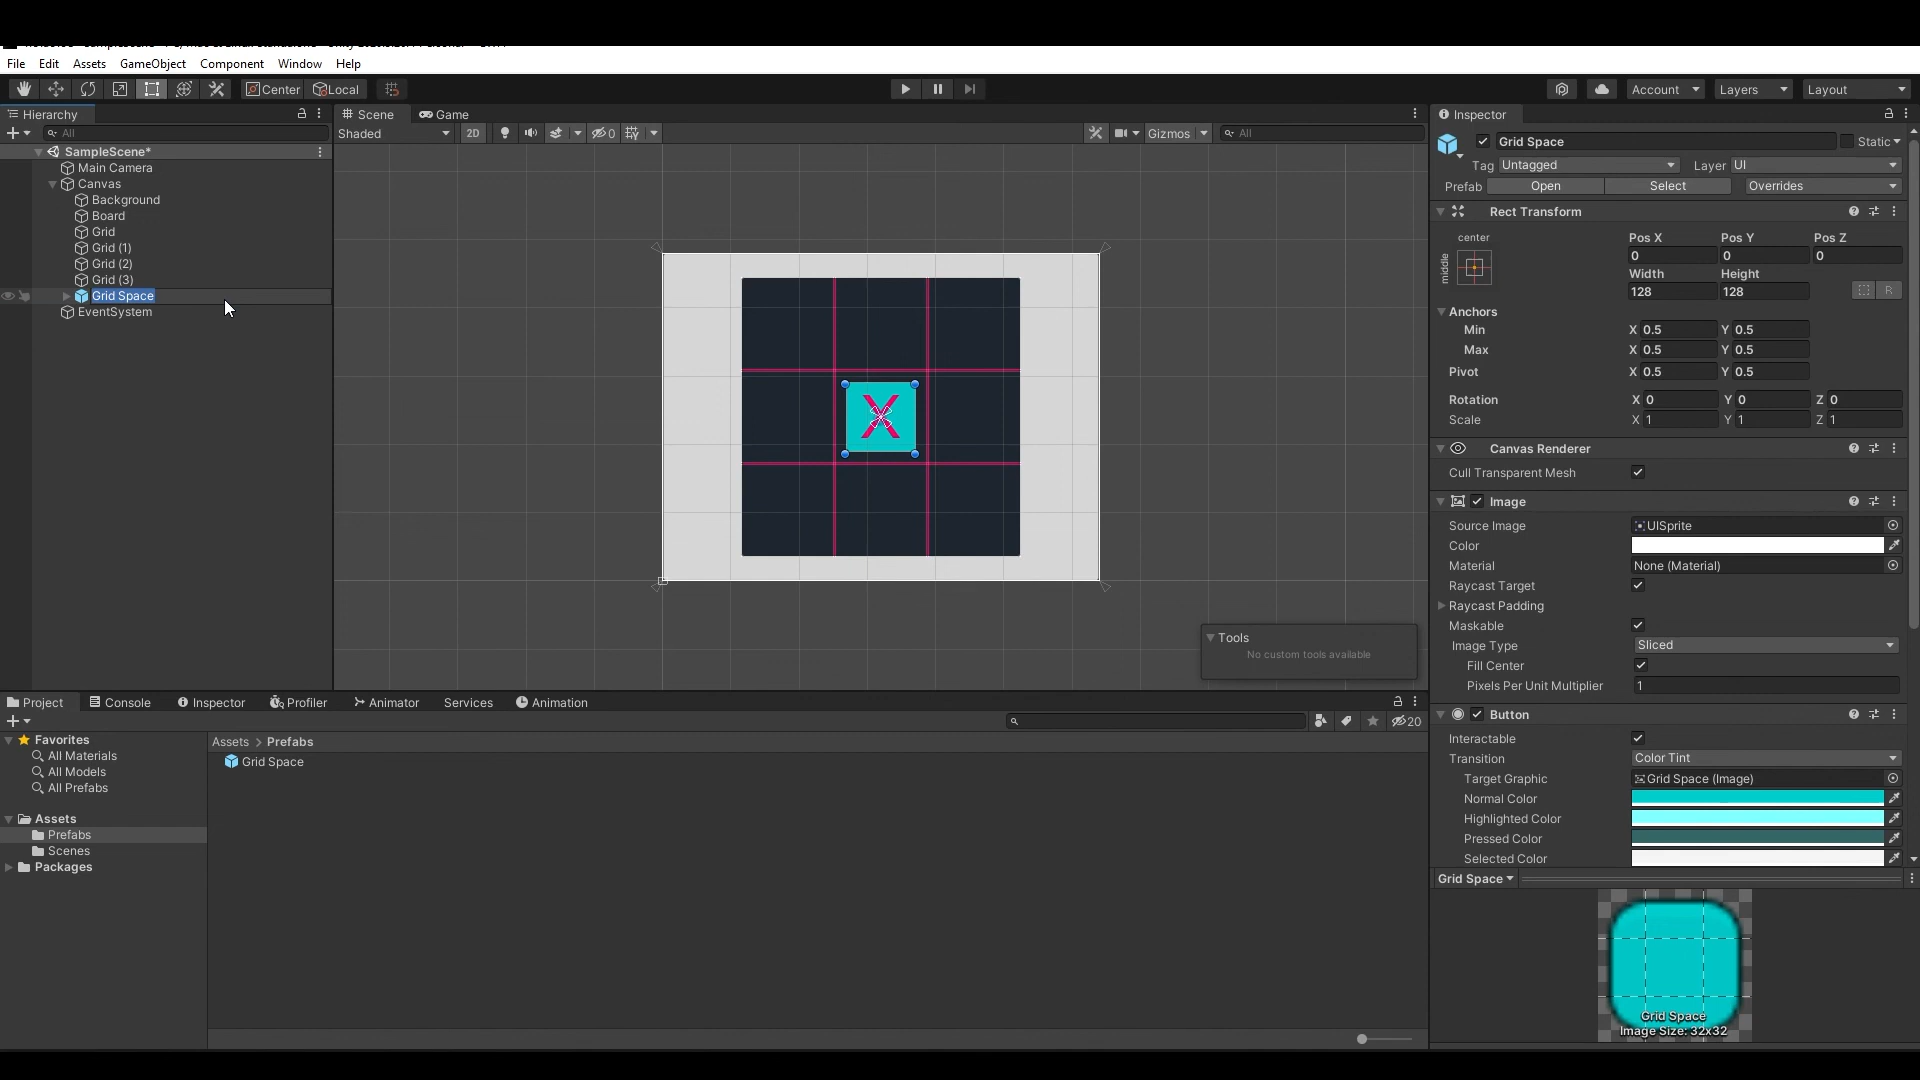 File Edit Assets GameObject Component Window Help
Center Local Account Layers Layout
Hierarchy Scene Game Inspector
All Shaded 2D 0 Gizmos All Grid Space Static
SampleScene* Tag Untagged Layer UI
Main Camera
Canvas Prefab Open Select Overrides
Background
Board Rect Transform
Grid center Pos X Pos Y Pos Z
Grid (1) 0 0 0
Grid (2) middle Width Height
Grid (3) 128 128 R
Grid Space
EventSystem Anchors
Min X 0.5 Y 0.5
Max X 0.5 Y 0.5
Pivot X 0.5 Y 0.5
Rotation X 0 Y 0 Z 0
Scale X 1 Y 1 Z 1
X
Canvas Renderer
Cull Transparent Mesh
Image
Source Image UISprite
Color
Material None (Material)
Raycast Target
Raycast Padding
Maskable
Tools Image Type Sliced
No custom tools available Fill Center
Pixels Per Unit Multiplier 1
Project Console Inspector Profiler Animator Services Animation
20 Button
Favorites Assets > Prefabs Interactable
All Materials Grid Space Transition Color Tint
All Models Target Graphic Grid Space (Image)
All Prefabs Normal Color
Assets Highlighted Color
Prefabs Pressed Color
Scenes Selected Color
Packages Grid Space
Grid Space
Image Size: 32x32